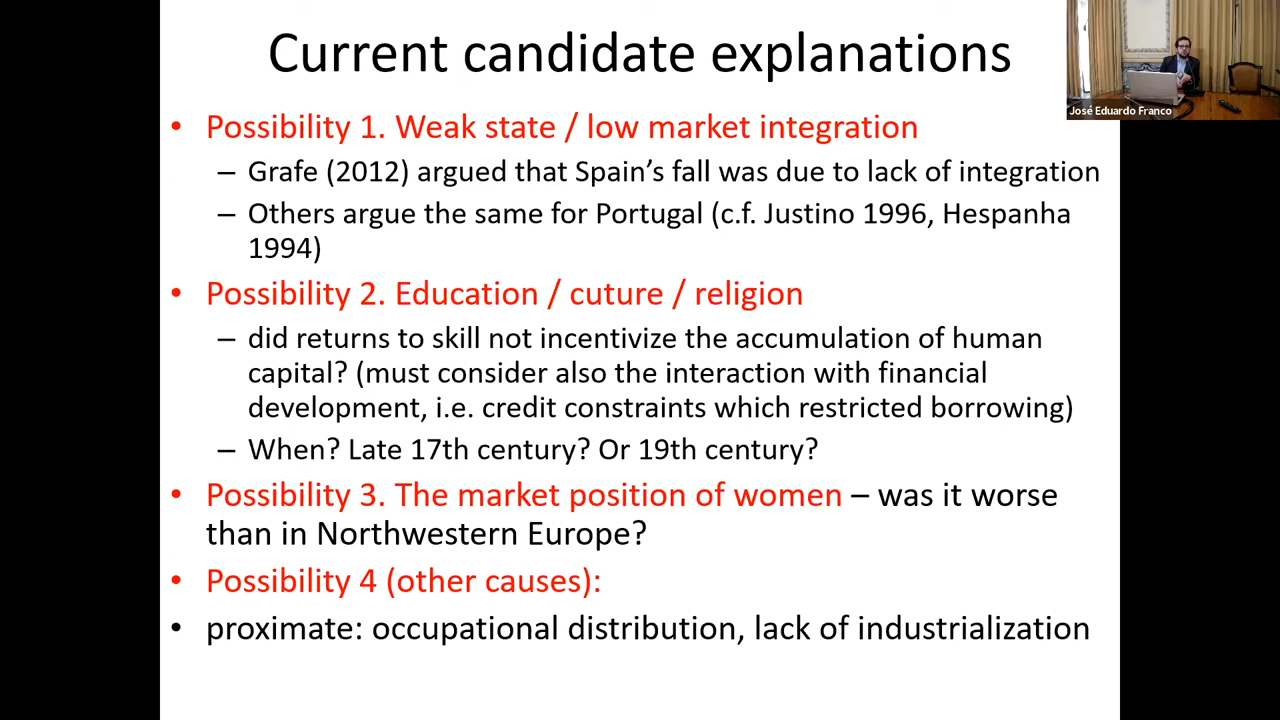 Current candidate explanations
José Eduardo Franco
• Possibility 1. Weak state / low market integration
– Grafe (2012) argued that Spain's fall was due to lack of integration
– Others argue the same for Portugal (c.f. Justino 1996, Hespanha
1994)
• Possibility 2. Education / cuture / religion
– did returns to skill not incentivize the accumulation of human
capital? (must consider also the interaction with financial
development, i.e. credit constraints which restricted borrowing)
– When? Late 17th century? Or 19th century?
• Possibility 3. The market position of women – was it worse
than in Northwestern Europe?
• Possibility 4 (other causes):
• proximate: occupational distribution, lack of industrialization